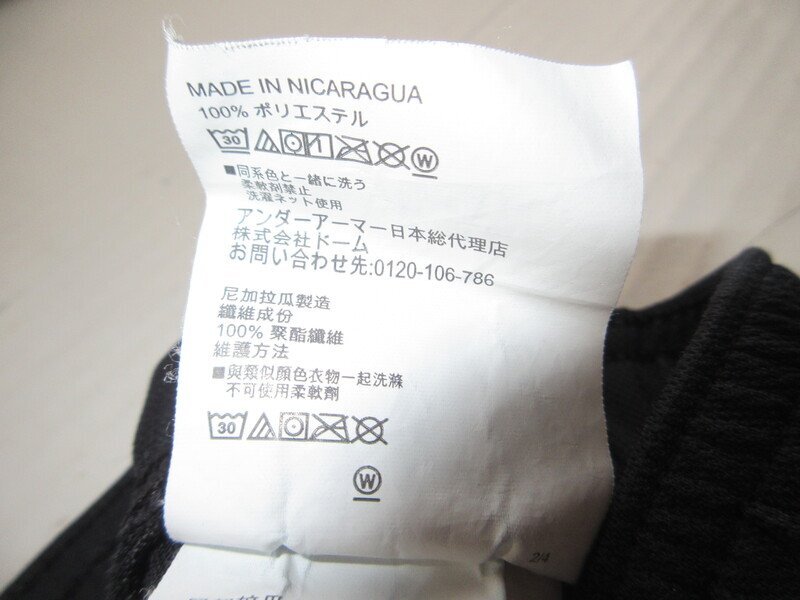 MADE IN NICARAGUA
100% ポリエステル
30 W
■同系色と一緒に洗う
柔軟剤禁止
洗濯ネット使用
アンダーアーマー日本総代理店
株式会社ドーム
お問い合わせ先:0120-106-786
尼加拉瓜製造
纖維成份
100% 聚酯纖維
維護方法
■與類似顏色衣物一起洗滌
不可使用柔軟劑
30
W
2/4